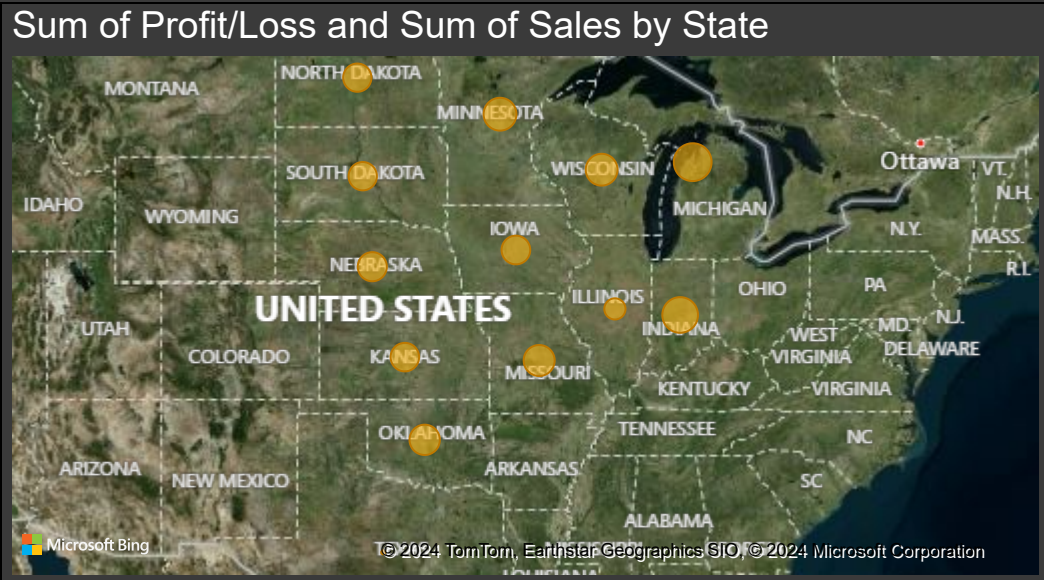 Sum of Profit/Loss and Sum of Sales by State
NORTH DAKOTA
MONTANA
MINNESOTA
Ottawa
WISCONSIN
VT.
SOUTH DAKOTA
N.H.
IDAHO
MICHIGAN
WYOMING
IOWA
N.Y.
MASS.
NEBRASKA
R.I.
PA
OHIO
ILLINOIS
UNITED STATES
N.J.
UTAH
INDIANA
MD.
WEST
VIRGINIA
DELAWARE
COLORADO
KANSAS
MISSOURI
KENTUCKY
VIRGINIA
TENNESSEE
OKLAHOMA
NC
ARIZONA
ARKANSAS
NEW MEXICO
SC
ALABAMA
Microsoft Bing
© 2024 TomTom, Earthstar Geographics SIO, © 2024 Microsoft Corporation